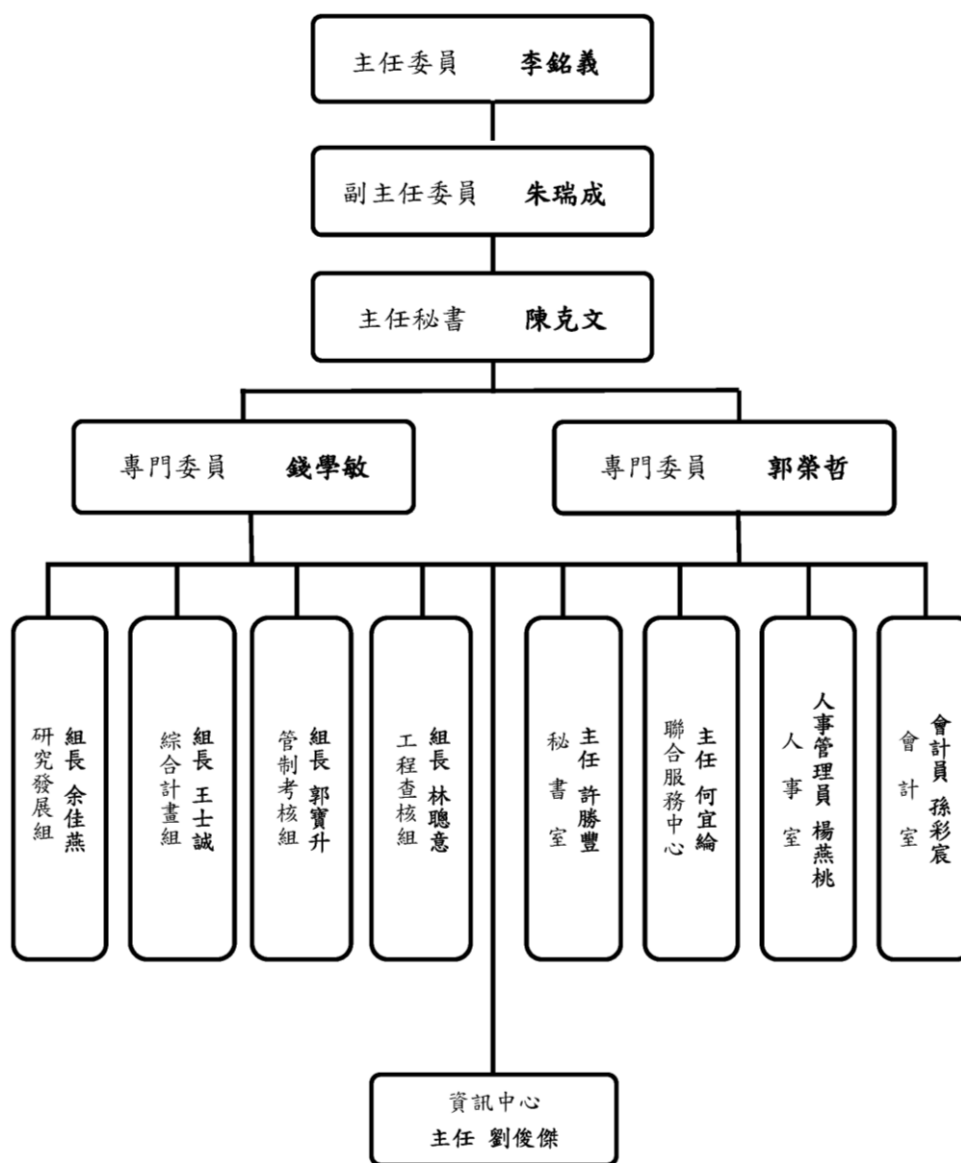 主任委員 李銘義
副主任委員 朱瑞成
主任秘書 陳克文
專門委員 錢學敏
專門委員 郭榮哲
研究發展組
組長 余佳燕
綜合計畫組
組長 王士誠
管制考核組
組長 郭寶升
工程查核組
組長 林聰意
秘書室
主任 許勝豐
聯合服務中心
主任 何宜綸
人事室
人事管理員 楊燕桃
會計室
會計員 孫彩宸
資訊中心
主任 劉俊傑